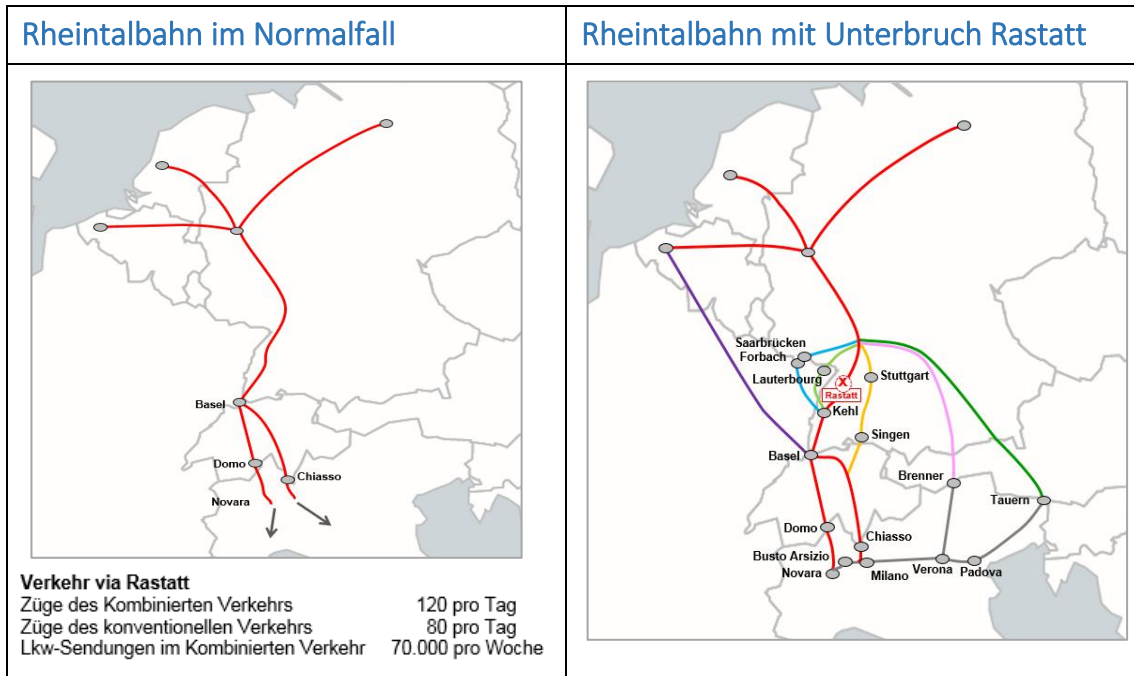 Rheintalbahn im Normalfall
Basel
Domo
Chiasso
Novara
Verkehr via Rastatt
Züge des Kombinierten Verkehrs 120 pro Tag
Züge des konventionellen Verkehrs 80 pro Tag
Lkw-Sendungen im Kombinierten Verkehr 70.000 pro Woche
Rheintalbahn mit Unterbruch Rastatt
Saarbrücken
Forbach
Lauterbourg
X
Rastatt
Stuttgart
Kehl
Singen
Basel
Brenner
Tauern
Domo
Chiasso
Busto Arsizio
Novara
Milano
Verona
Padova